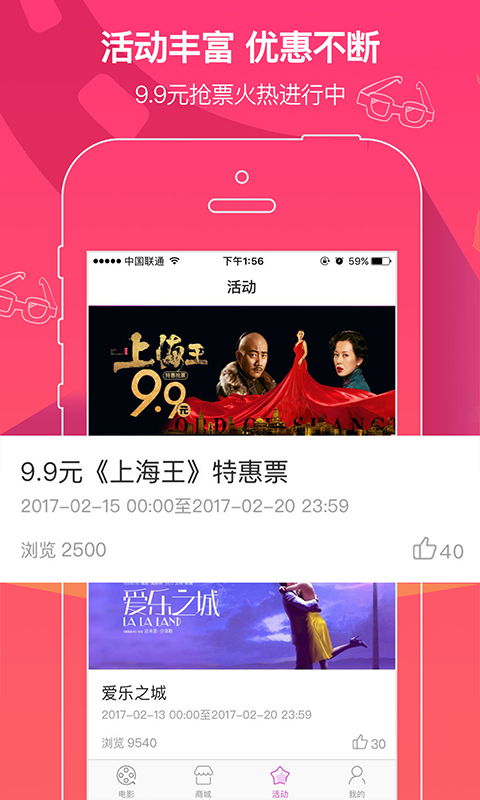 活动丰富 优惠不断
9.9元抢票火热进行中
中国联通
下午1:56
59%
活动
上海王
特惠抢票
9.9元
9.9元《上海王》特惠票
2017-02-15 00:00至2017-02-20 23:59
浏览 2500
40
爱乐之城
LA LA LAND
爱乐之城
2017-02-13 00:00至2017-02-20 23:59
浏览 9540
30
电影
商城
活动
我的